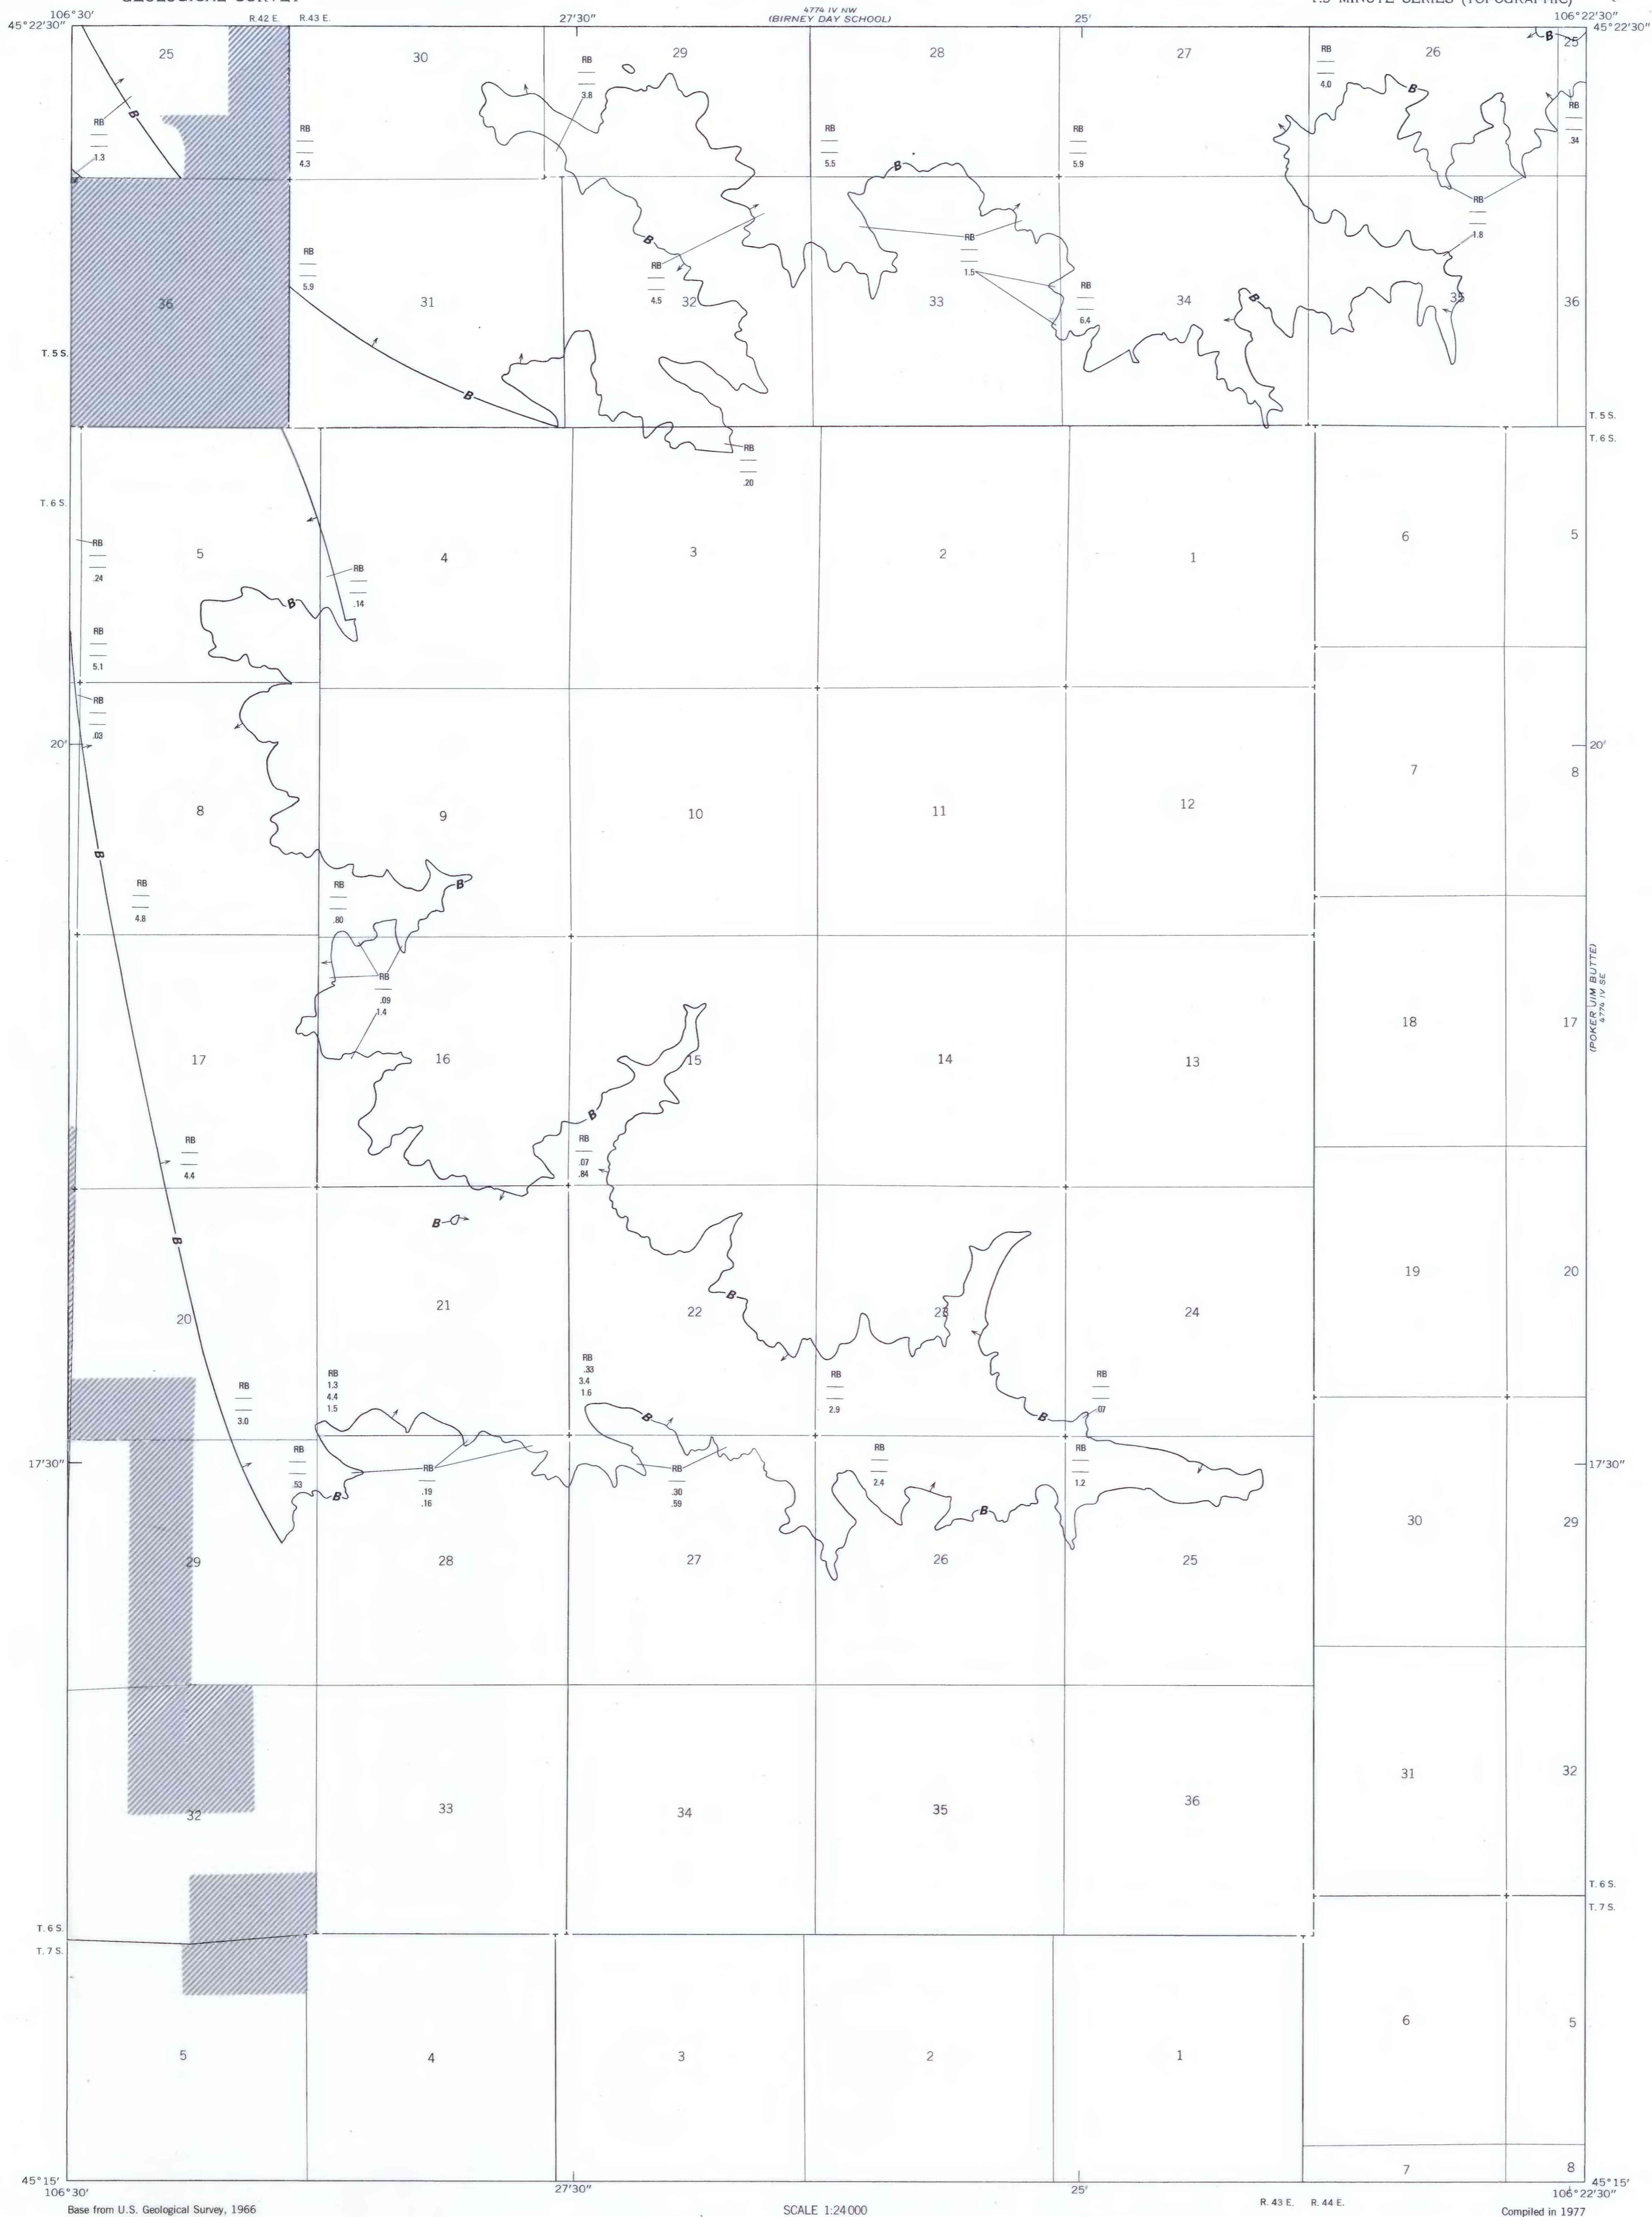 106°30′
R. 42 E.
R. 43 E.
27′30″
4774 IV NW
(BIRNEY DAY SCHOOL)
25′
106°22′30″
45°22′30″
45°22′30″
25
30
29
28
27
26
25
B
RB
1.3
B
RB
4.3
RB
3.8
RB
5.5
RB
5.9
RB
4.0
B
RB
.34
36
RB
5.9
31
B
RB
4.5
32
B
RB
1.5
33
RB
6.4
34
B
RB
1.8
35
36
T. 5 S.
B
T. 5 S.
T. 6 S.
RB
.20
T. 6 S.
RB
.24
5
4
3
2
1
6
5
RB
.14
B
RB
5.1
RB
.03
20′
20′
8
9
10
11
12
7
8
B
B
RB
4.8
RB
.80
RB
.09
1.4
(POKER JIM BUTTE)
4774 IV SE
17
16
15
14
13
18
17
B
RB
4.4
RB
.07
.84
B
B
20
21
22
23
24
19
20
B
RB
3.0
RB
1.3
4.4
1.5
RB
.33
3.4
1.6
RB
2.9
RB
.07
B
B
17′30″
17′30″
RB
.53
B
RB
.19
.16
RB
.30
.59
RB
2.4
B
RB
1.2
29
28
27
26
25
30
29
32
33
34
35
36
31
32
T. 6 S.
T. 7 S.
T. 6 S.
T. 7 S.
5
4
3
2
1
6
5
7
8
45°15′
45°15′
106°30′
27′30″
25′
R. 43 E.
R. 44 E.
106°22′30″
Base from U.S. Geological Survey, 1966
SCALE 1:24 000
Compiled in 1977